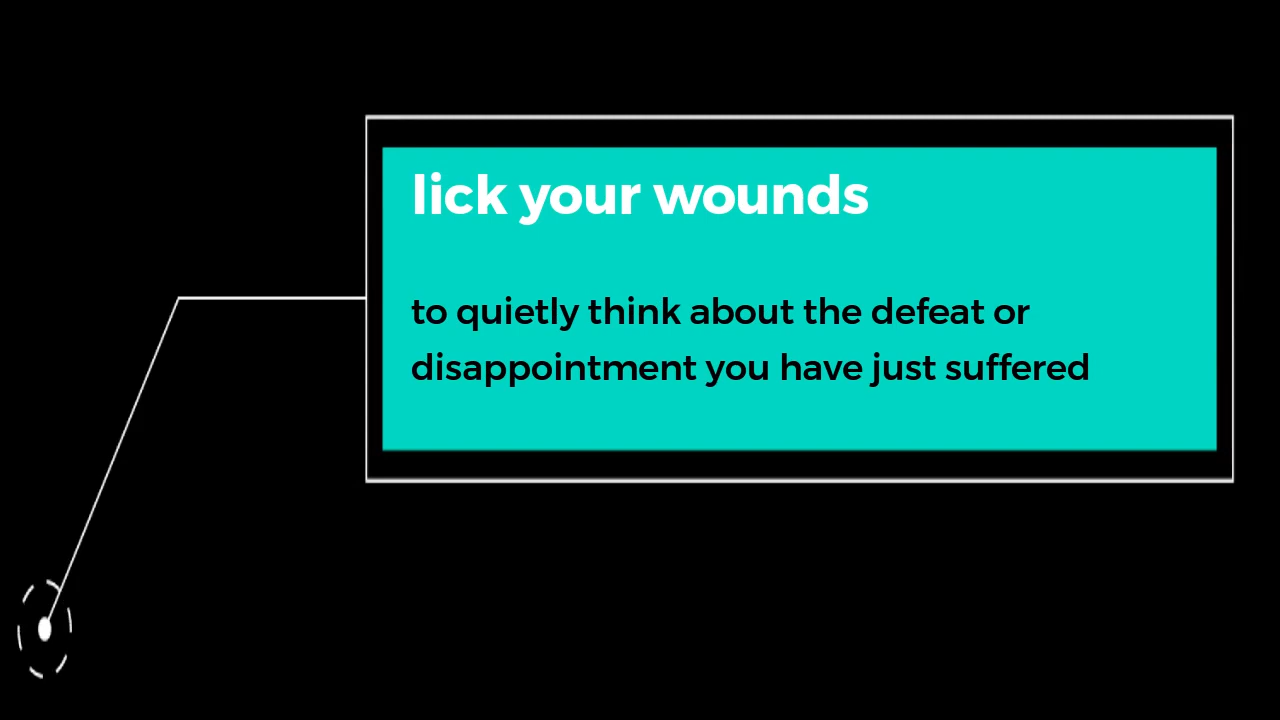 lick your wounds
to quietly think about the defeat or
disappointment you have just suffered